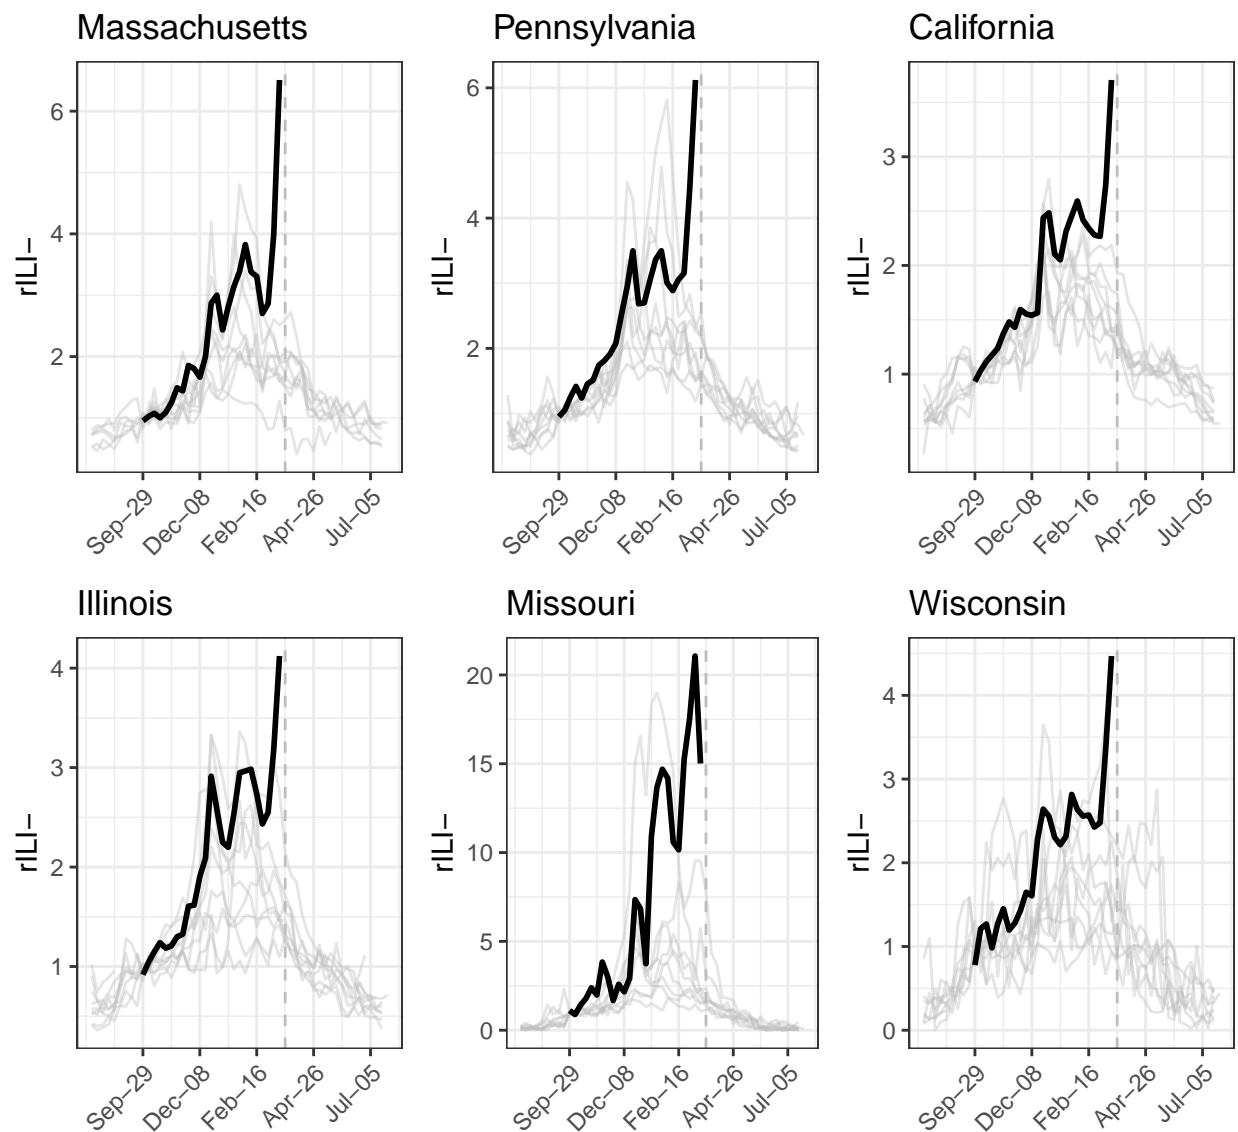 Massachusetts
Pennsylvania
California
rILI−
6
4
2
Sep−29
Dec−08
Feb−16
Apr−26
Jul−05
rILI−
6
4
2
Sep−29
Dec−08
Feb−16
Apr−26
Jul−05
rILI−
3
2
1
Sep−29
Dec−08
Feb−16
Apr−26
Jul−05
Illinois
Missouri
Wisconsin
rILI−
4
3
2
1
Sep−29
Dec−08
Feb−16
Apr−26
Jul−05
rILI−
20
15
10
5
0
Sep−29
Dec−08
Feb−16
Apr−26
Jul−05
rILI−
4
3
2
1
0
Sep−29
Dec−08
Feb−16
Apr−26
Jul−05